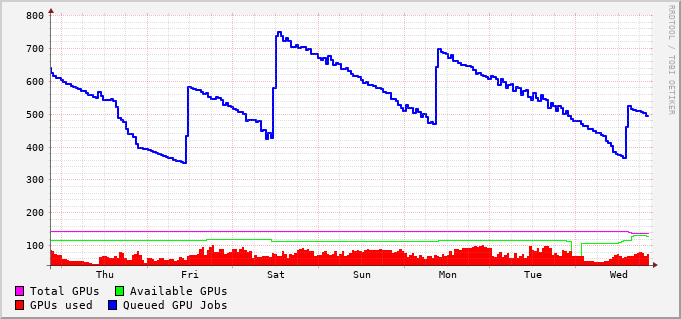 800
700
600
500
400
300
200
100
Thu Fri Sat Sun Mon Tue Wed
Total GPUs Available GPUs
GPUs used Queued GPU Jobs
RRDTOOL / TOBI OETIKER